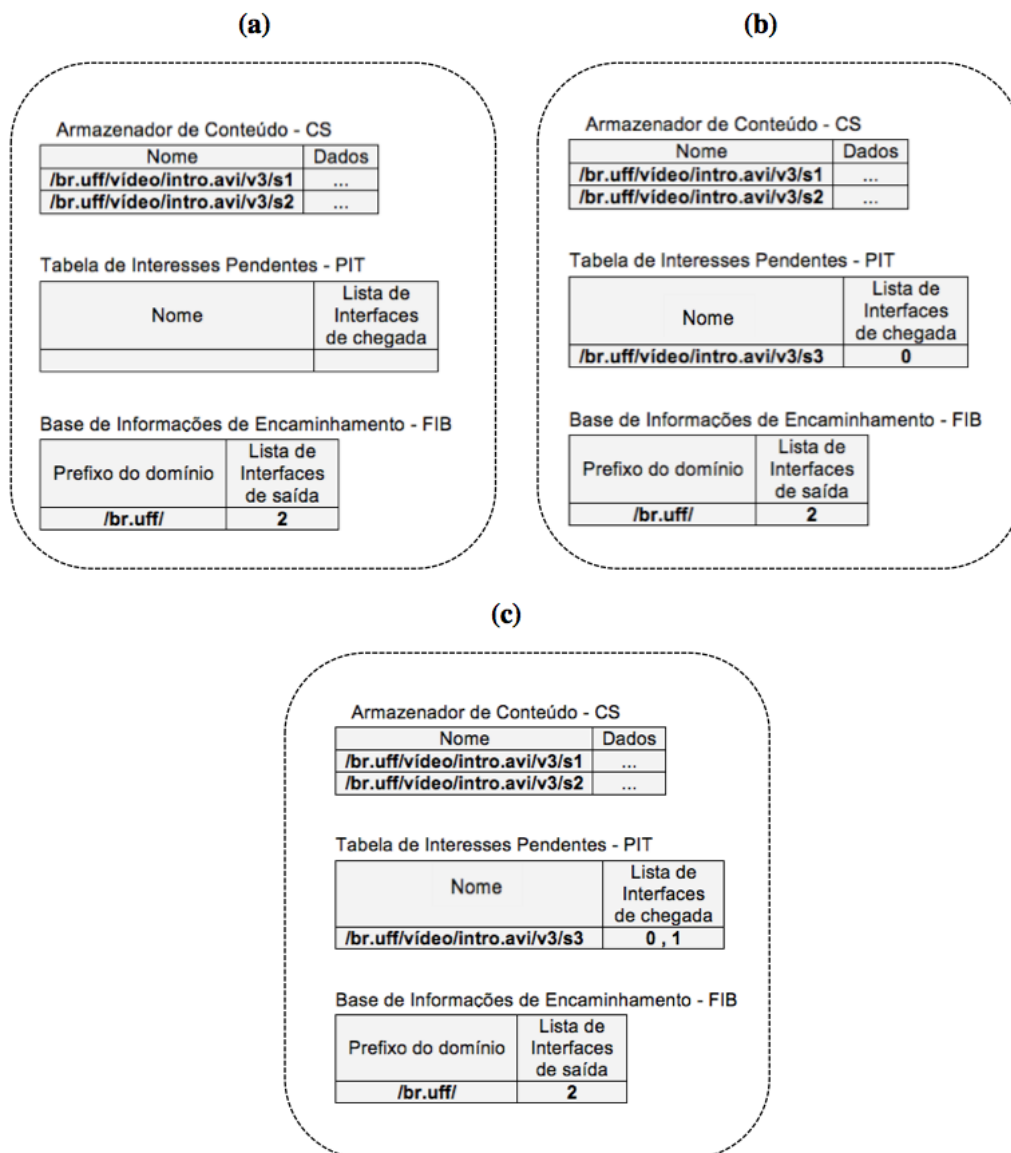 (a)
Armazenador de Conteúdo - CS
Nome Dados
/br.uff/vídeo/intro.avi/v3/s1 ...
/br.uff/vídeo/intro.avi/v3/s2 ...
Tabela de Interesses Pendentes - PIT
Nome Lista de
Interfaces
de chegada
Base de Informações de Encaminhamento - FIB
Prefixo do domínio Lista de
Interfaces
de saída
/br.uff/ 2
(b)
Armazenador de Conteúdo - CS
Nome Dados
/br.uff/vídeo/intro.avi/v3/s1 ...
/br.uff/vídeo/intro.avi/v3/s2 ...
Tabela de Interesses Pendentes - PIT
Nome Lista de
Interfaces
de chegada
/br.uff/vídeo/intro.avi/v3/s3 0
Base de Informações de Encaminhamento - FIB
Prefixo do domínio Lista de
Interfaces
de saída
/br.uff/ 2
(c)
Armazenador de Conteúdo - CS
Nome Dados
/br.uff/vídeo/intro.avi/v3/s1 ...
/br.uff/vídeo/intro.avi/v3/s2 ...
Tabela de Interesses Pendentes - PIT
Nome Lista de
Interfaces
de chegada
/br.uff/vídeo/intro.avi/v3/s3 0 , 1
Base de Informações de Encaminhamento - FIB
Prefixo do domínio Lista de
Interfaces
de saída
/br.uff/ 2